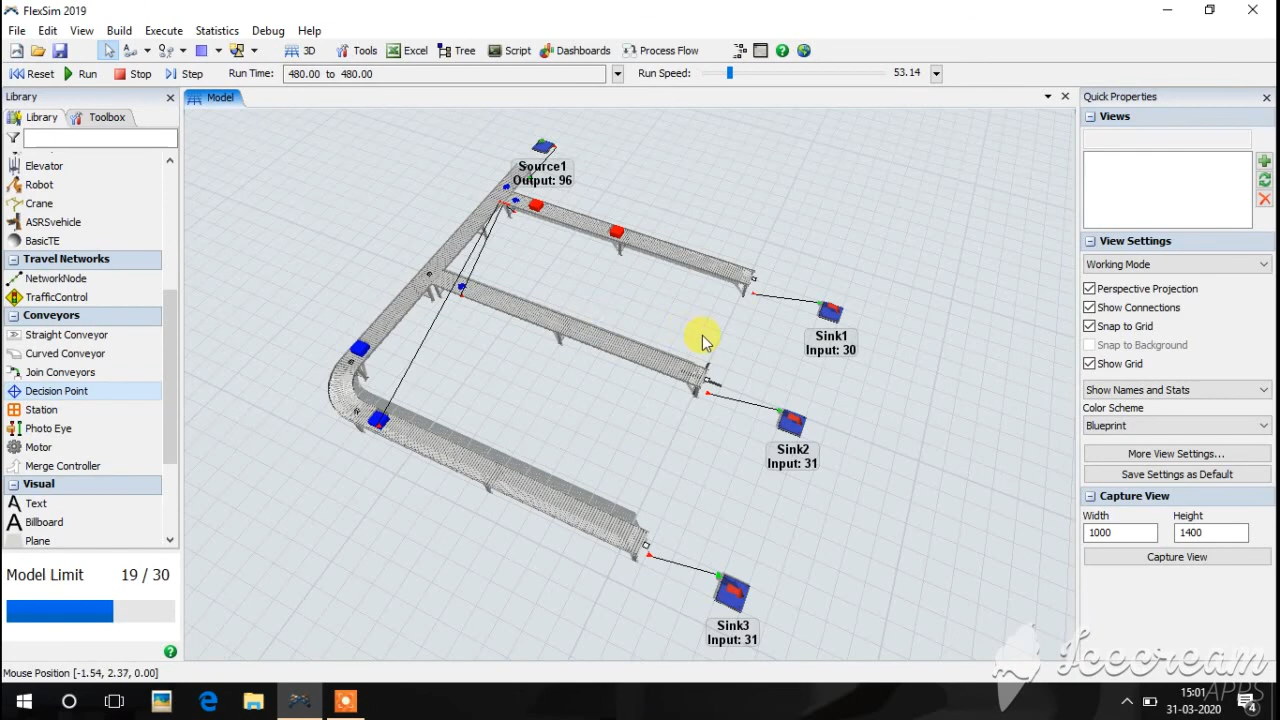 FlexSim 2019
File Edit View Build Execute Statistics Debug Help
3D Tools Excel Tree Script Dashboards Process Flow
Reset Run Stop Step Run Time: 480.00 to 480.00 Run Speed: 53.14
Library
Library Toolbox
Elevator
Robot
Crane
ASRSvehicle
BasicTE
Travel Networks
NetworkNode
TrafficControl
Conveyors
Straight Conveyor
Curved Conveyor
Join Conveyors
Decision Point
Station
Photo Eye
Motor
Merge Controller
Visual
Text
Billboard
Plane
Model Limit 19 / 30
Mouse Position [-1.54, 2.37, 0.00]
Model
Source1
Output: 96
Sink1
Input: 30
Sink2
Input: 31
Sink3
Input: 31
Quick Properties
Views
View Settings
Working Mode
Perspective Projection
Show Connections
Snap to Grid
Snap to Background
Show Grid
Show Names and Stats
Color Scheme
Blueprint
More View Settings...
Save Settings as Default
Capture View
Width Height
1000 1400
Capture View
Icecream
APPS
15:01
31-03-2020
4